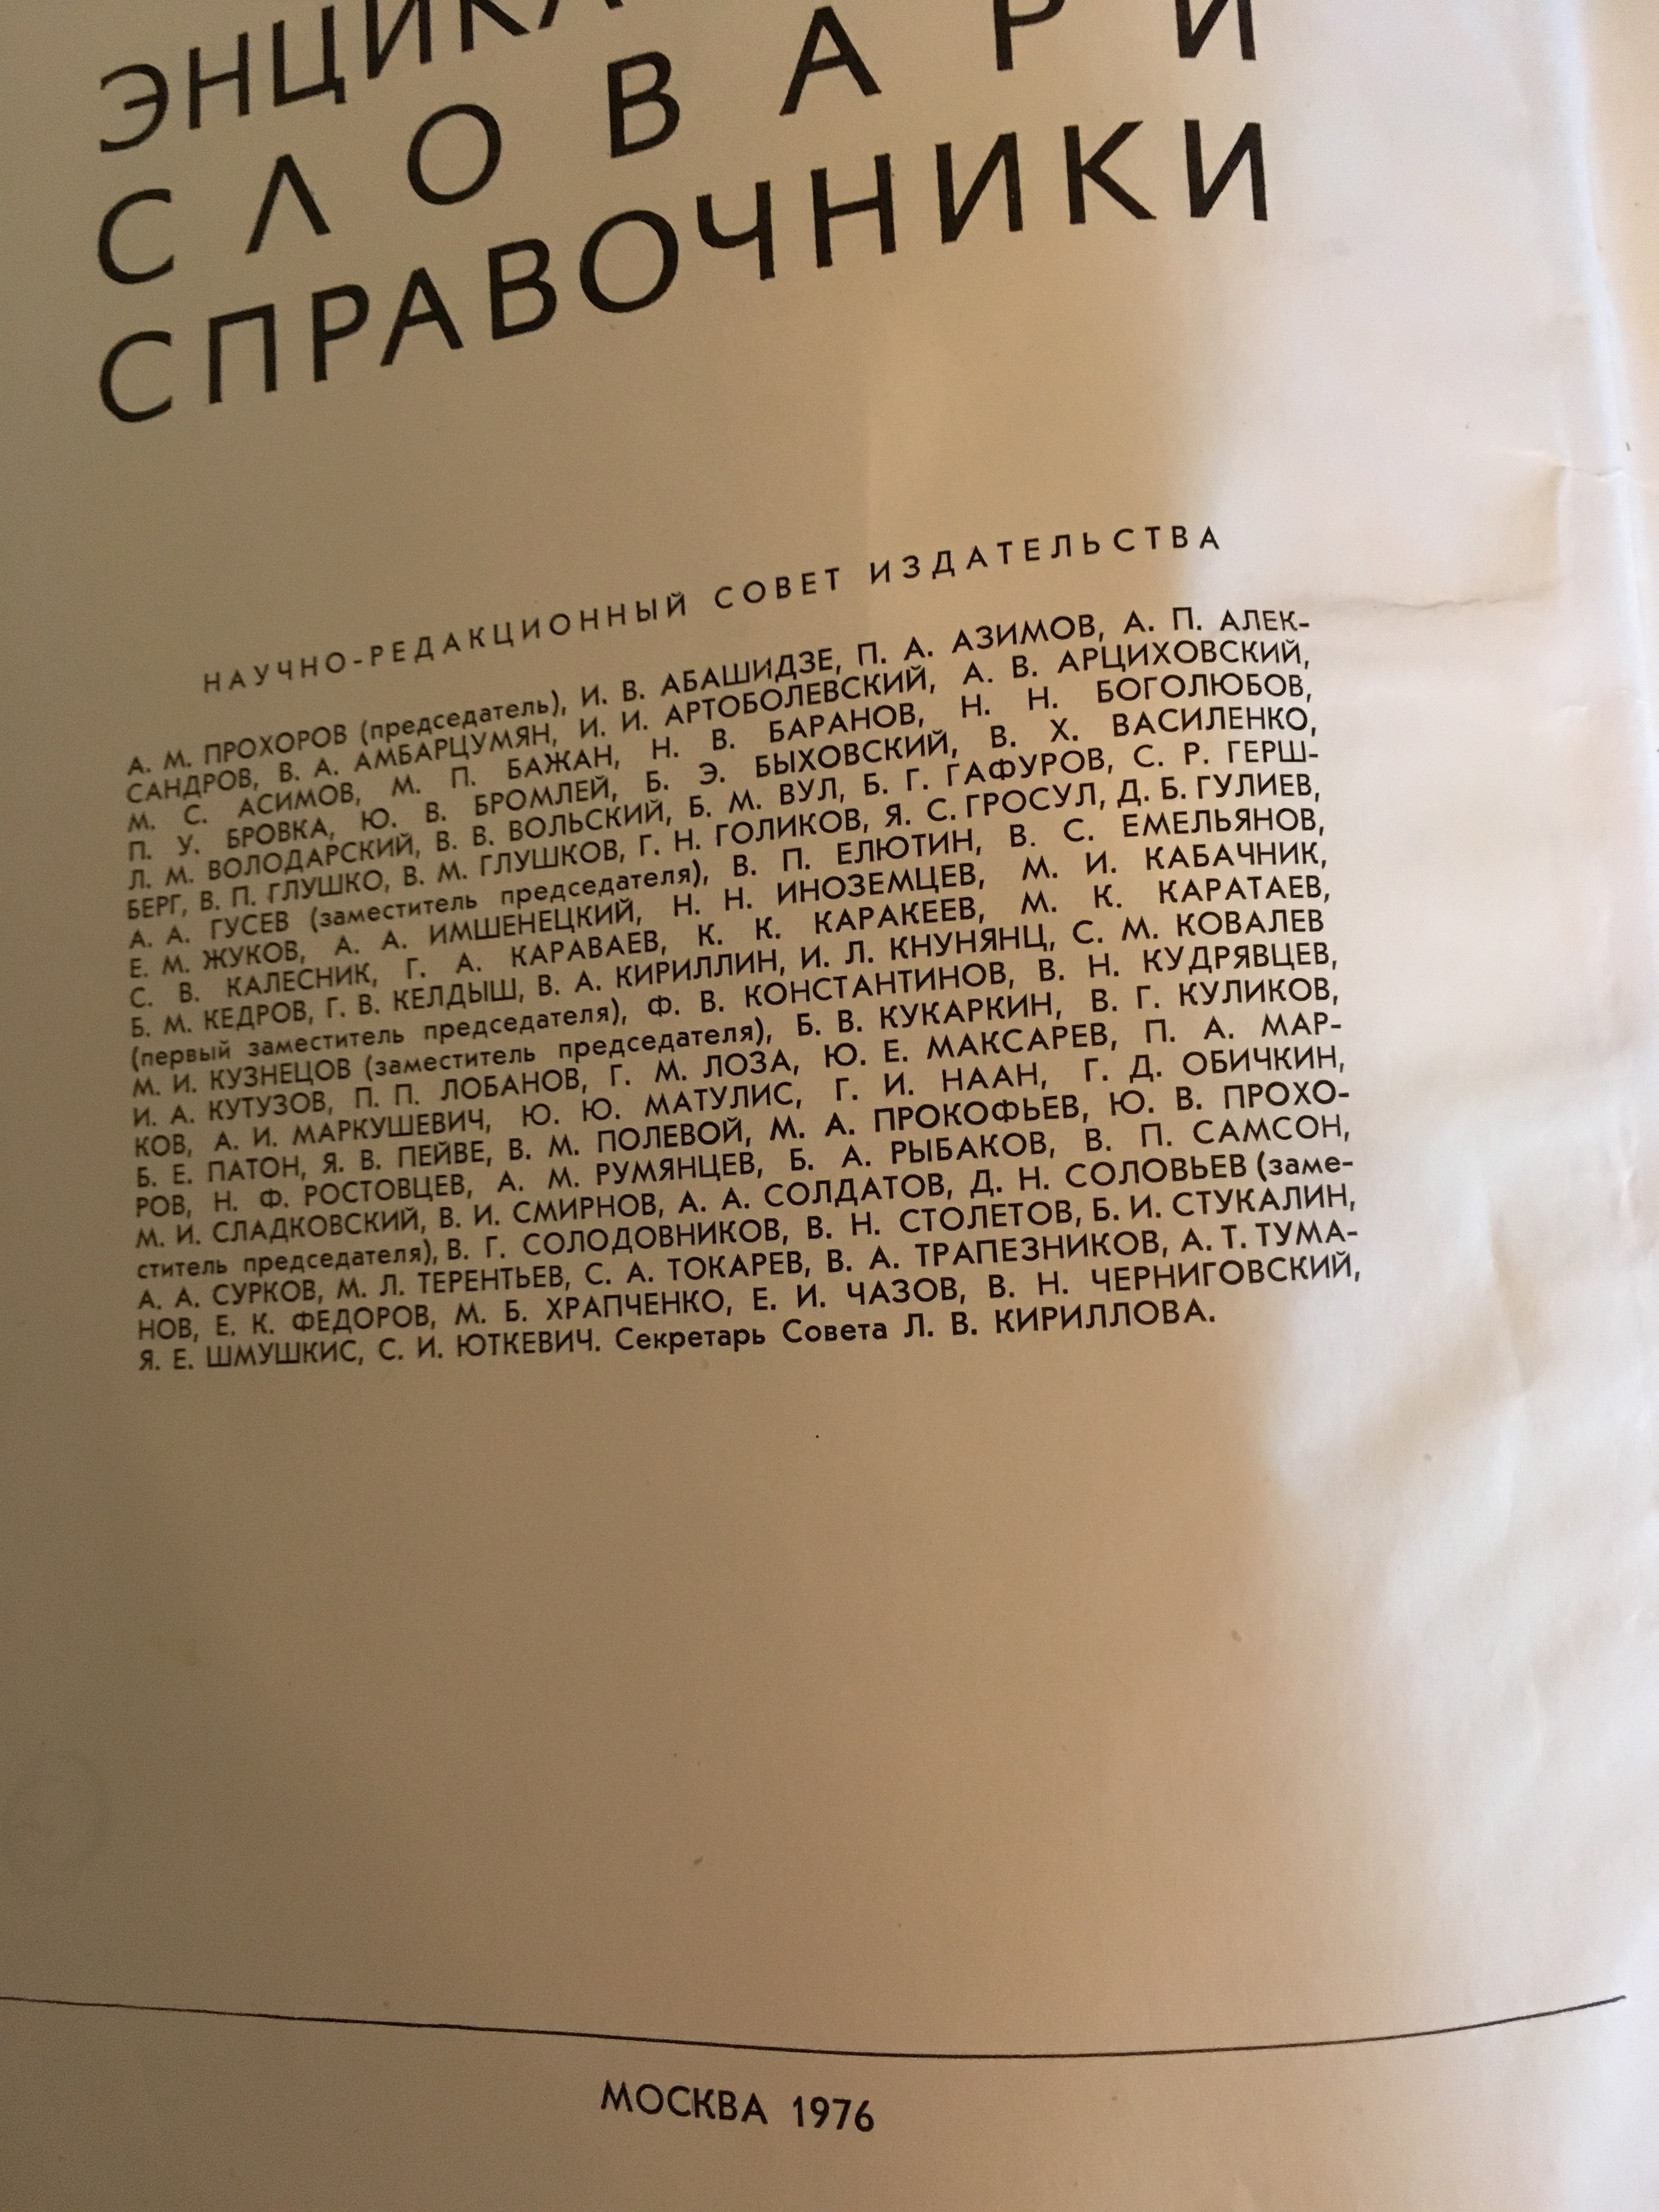 С Л О В А Р И
СПРАВОЧНИКИ
НАУЧНО-РЕДАКЦИОННЫЙ СОВЕТ ИЗДАТЕЛЬСТВА
А. М. ПРОХОРОВ (председатель), И. В. АБАШИДЗЕ, П. А. АЗИМОВ, А. П. АЛЕК-
САНДРОВ, В. А. АМБАРЦУМЯН, И. И. АРТОБОЛЕВСКИЙ, А. В. АРЦИХОВСКИЙ,
М. С. АСИМОВ, М. П. БАЖАН, Н. В. БАРАНОВ, Н. Н. БОГОЛЮБОВ,
П. У. БРОВКА, Ю. В. БРОМЛЕЙ, Б. Э. БЫХОВСКИЙ, В. Х. ВАСИЛЕНКО,
Л. М. ВОЛОДАРСКИЙ, В. В. ВОЛЬСКИЙ, Б. М. ВУЛ, Б. Г. ГАФУРОВ, С. Р. ГЕРШ-
БЕРГ, В. П. ГЛУШКО, В. М. ГЛУШКОВ, Г. Н. ГОЛИКОВ, Я. С. ГРОСУЛ, Д. Б. ГУЛИЕВ,
А. А. ГУСЕВ (заместитель председателя), В. П. ЕЛЮТИН, В. С. ЕМЕЛЬЯНОВ,
Е. М. ЖУКОВ, А. А. ИМШЕНЕЦКИЙ, Н. Н. ИНОЗЕМЦЕВ, М. И. КАБАЧНИК,
С. В. КАЛЕСНИК, Г. А. КАРАВАЕВ, К. К. КАРАКЕЕВ, М. К. КАРАТАЕВ,
Б. М. КЕДРОВ, Г. В. КЕЛДЫШ, В. А. КИРИЛЛИН, И. Л. КНУНЯНЦ, С. М. КОВАЛЕВ
(первый заместитель председателя), Ф. В. КОНСТАНТИНОВ, В. Н. КУДРЯВЦЕВ,
М. И. КУЗНЕЦОВ (заместитель председателя), Б. В. КУКАРКИН, В. Г. КУЛИКОВ,
И. А. КУТУЗОВ, П. П. ЛОБАНОВ, Г. М. ЛОЗА, Ю. Е. МАКСАРЕВ, П. А. МАР-
КОВ, А. И. МАРКУШЕВИЧ, Ю. Ю. МАТУЛИС, Г. И. НААН, Г. Д. ОБИЧКИН,
Б. Е. ПАТОН, Я. В. ПЕЙВЕ, В. М. ПОЛЕВОЙ, М. А. ПРОКОФЬЕВ, Ю. В. ПРОХО-
РОВ, Н. Ф. РОСТОВЦЕВ, А. М. РУМЯНЦЕВ, Б. А. РЫБАКОВ, В. П. САМСОН,
М. И. СЛАДКОВСКИЙ, В. И. СМИРНОВ, А. А. СОЛДАТОВ, Д. Н. СОЛОВЬЕВ (заме-
ститель председателя), В. Г. СОЛОДОВНИКОВ, В. Н. СТОЛЕТОВ, Б. И. СТУКАЛИН,
А. А. СУРКОВ, М. Л. ТЕРЕНТЬЕВ, С. А. ТОКАРЕВ, В. А. ТРАПЕЗНИКОВ, А. Т. ТУМА-
НОВ, Е. К. ФЕДОРОВ, М. Б. ХРАПЧЕНКО, Е. И. ЧАЗОВ, В. Н. ЧЕРНИГОВСКИЙ,
Я. Е. ШМУШКИС, С. И. ЮТКЕВИЧ. Секретарь Совета Л. В. КИРИЛЛОВА.
МОСКВА 1976